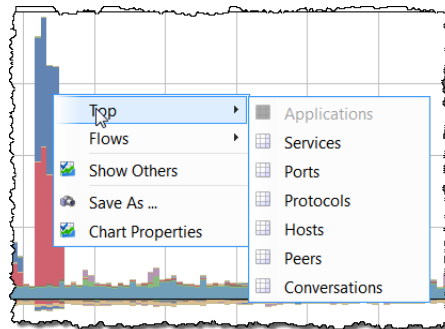 Top
Flows
Show Others
Save As ...
Chart Properties
Applications
Services
Ports
Protocols
Hosts
Peers
Conversations